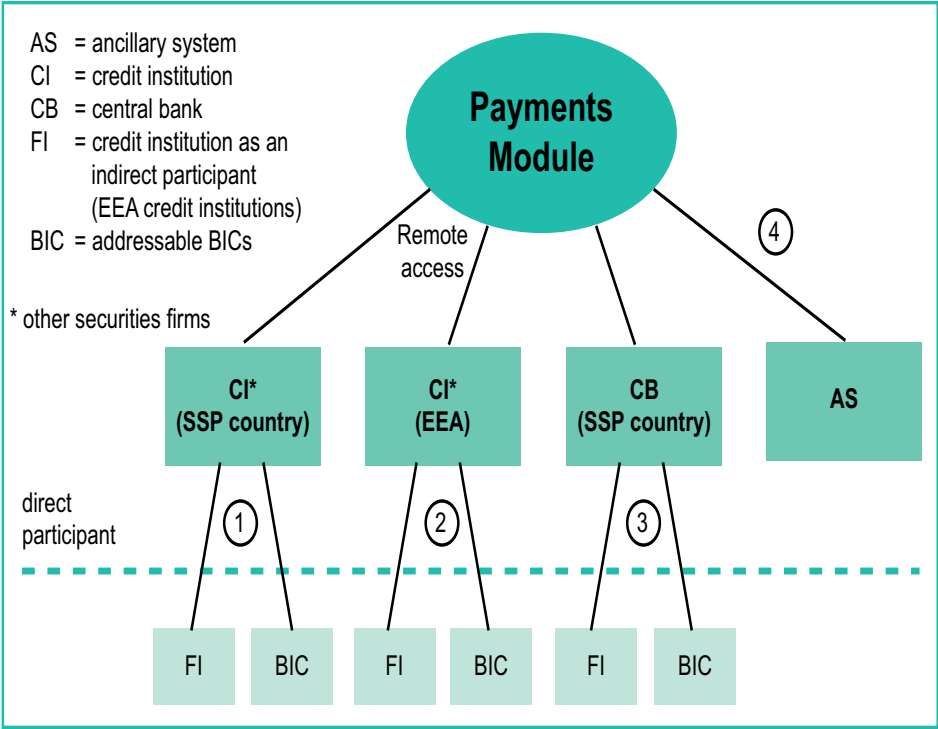 AS = ancillary system
CI = credit institution
CB = central bank
FI = credit institution as an
indirect participant
(EEA credit institutions)
BIC = addressable BICs
* other securities firms
Payments
Module
Remote
access
4
CI*
(SSP country)
CI*
(EEA)
CB
(SSP country)
AS
direct
participant
1
2
3
FI
BIC
FI
BIC
FI
BIC